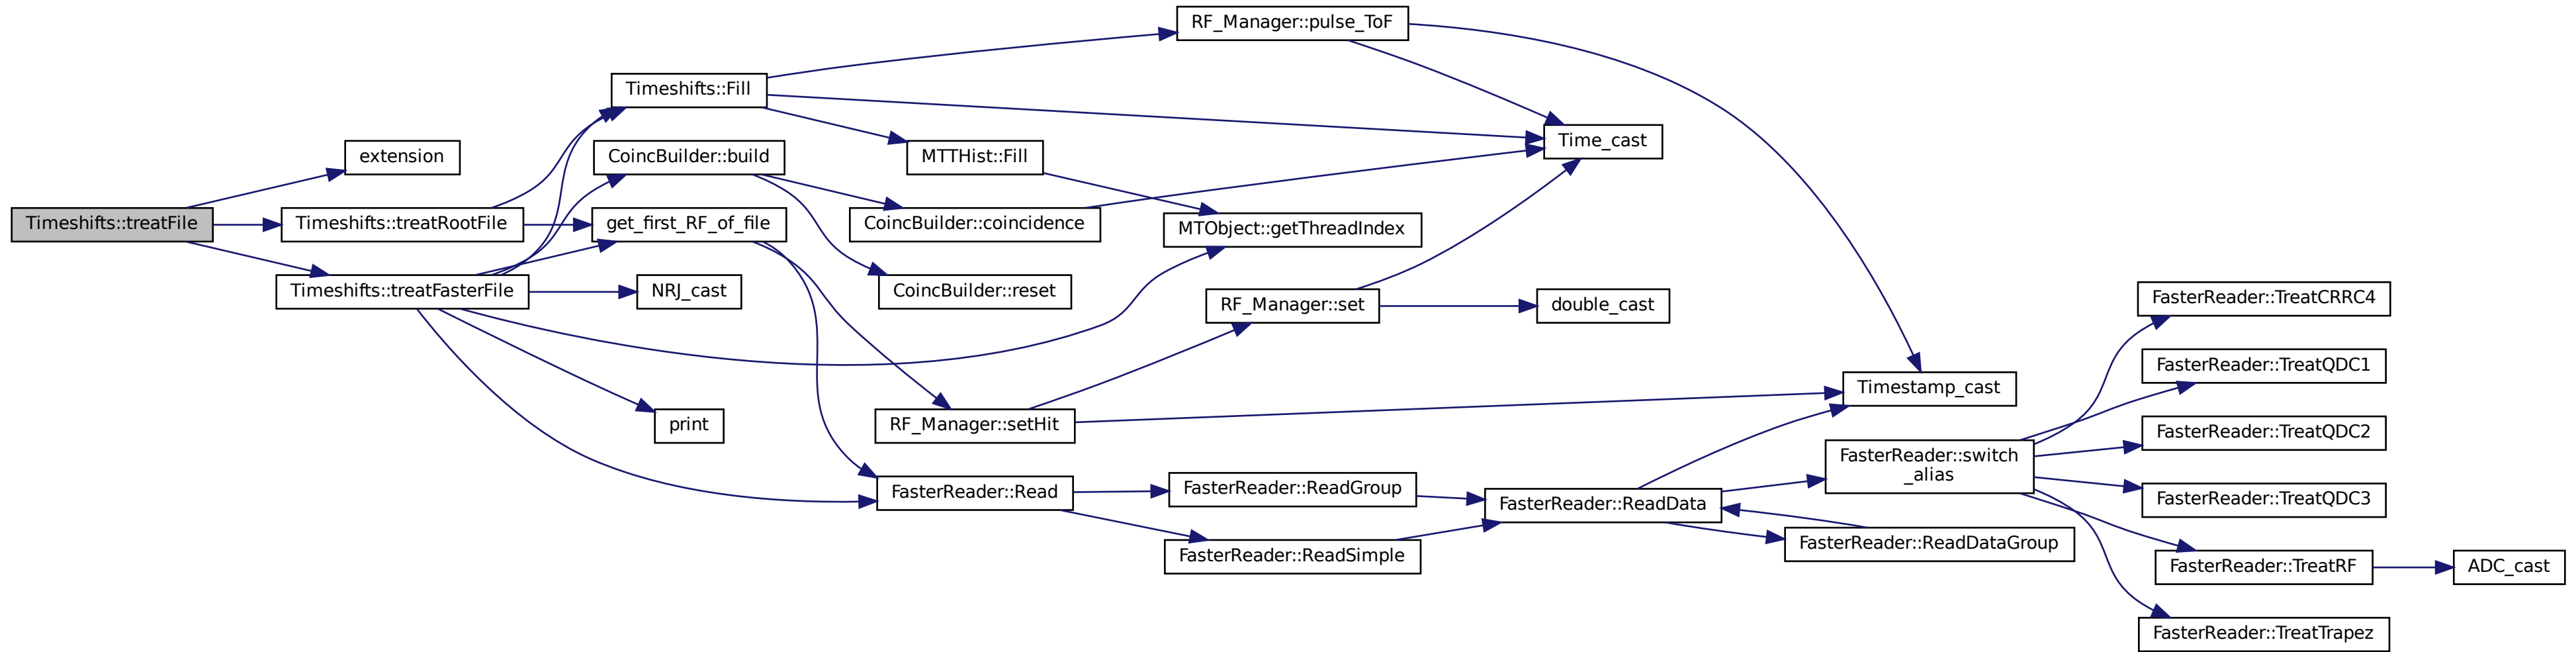 Timeshifts::treatFile
extension
Timeshifts::treatRootFile
Timeshifts::treatFasterFile
Timeshifts::Fill
CoincBuilder::build
get_first_RF_of_file
NRJ_cast
print
MTTHist::Fill
CoincBuilder::coincidence
CoincBuilder::reset
RF_Manager::setHit
FasterReader::Read
RF_Manager::pulse_ToF
MTObject::getThreadIndex
RF_Manager::set
FasterReader::ReadGroup
FasterReader::ReadSimple
Time_cast
double_cast
FasterReader::ReadData
Timestamp_cast
FasterReader::switch
_alias
FasterReader::ReadDataGroup
FasterReader::TreatCRRC4
FasterReader::TreatQDC1
FasterReader::TreatQDC2
FasterReader::TreatQDC3
FasterReader::TreatRF
FasterReader::TreatTrapez
ADC_cast